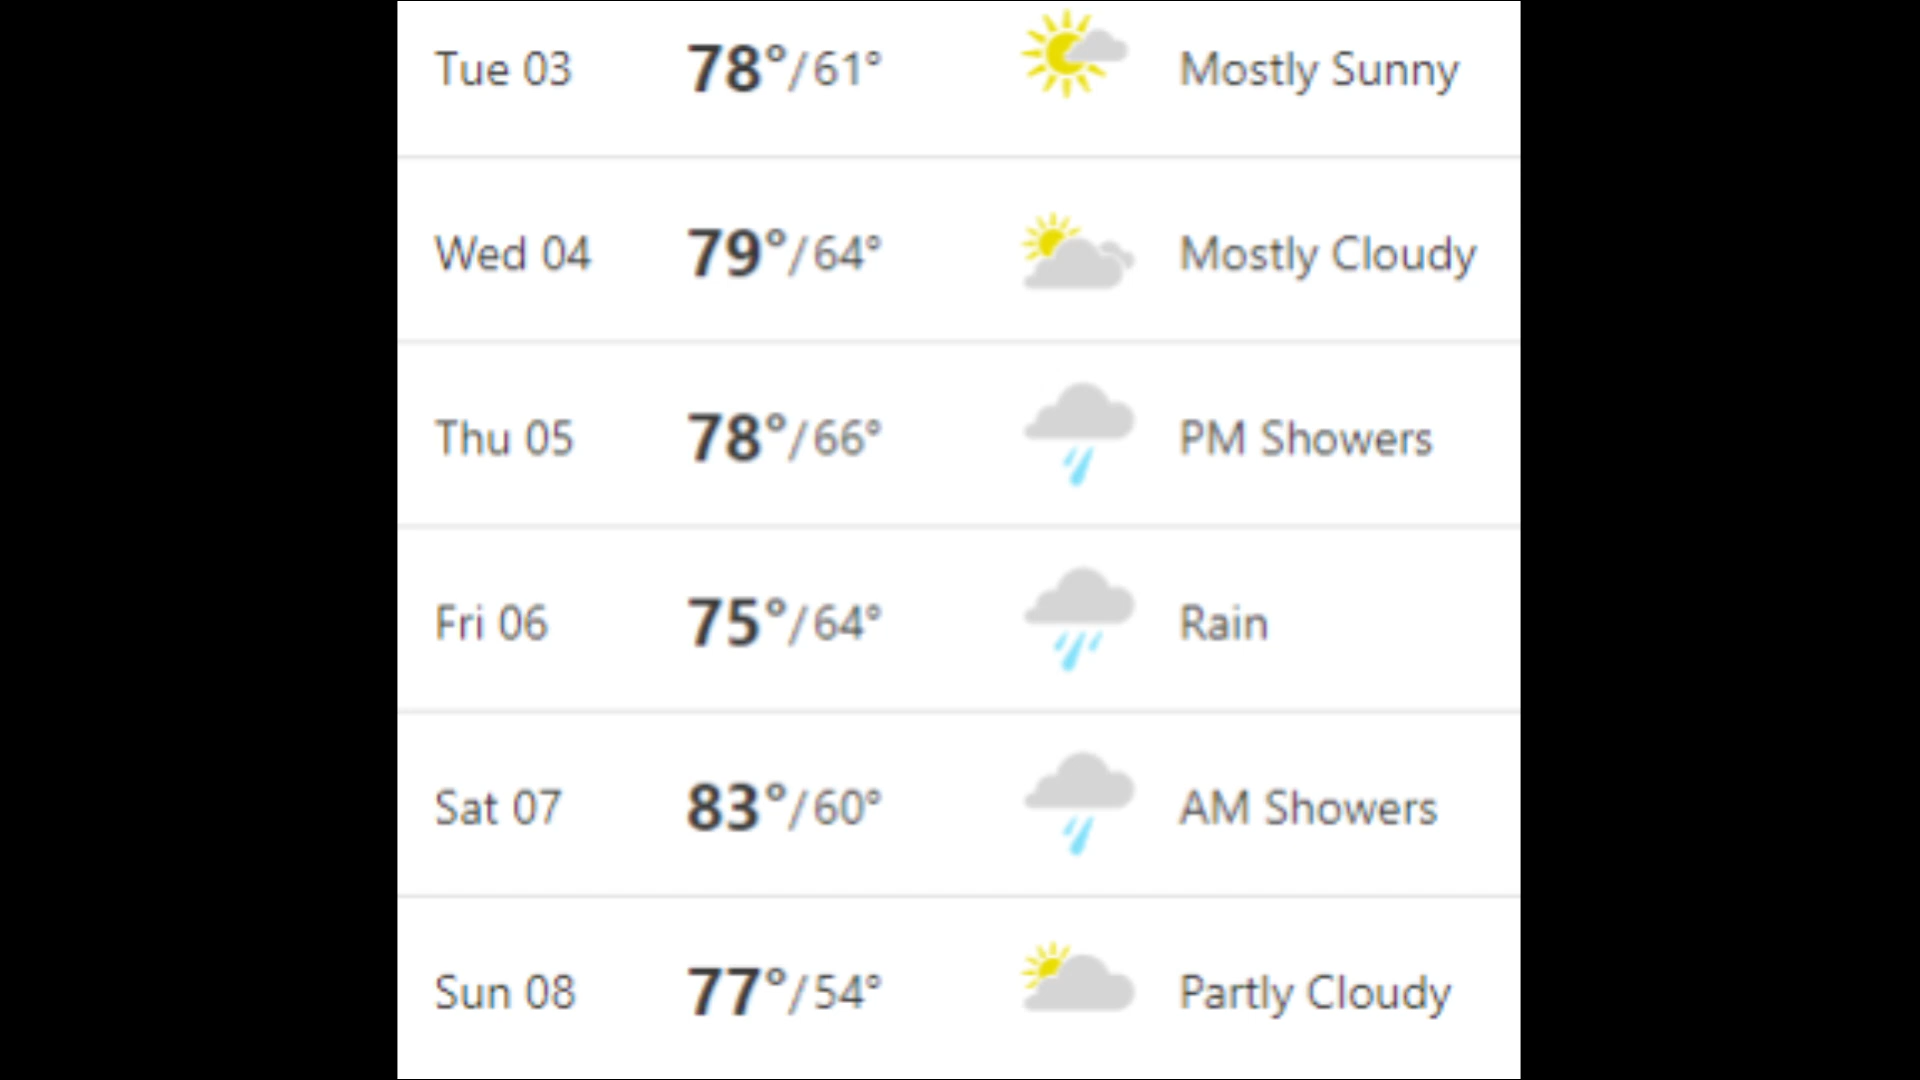 Tue 03 78°/61° Mostly Sunny
Wed 04 79°/64° Mostly Cloudy
Thu 05 78°/66° PM Showers
Fri 06 75°/64° Rain
Sat 07 83°/60° AM Showers
Sun 08 77°/54° Partly Cloudy